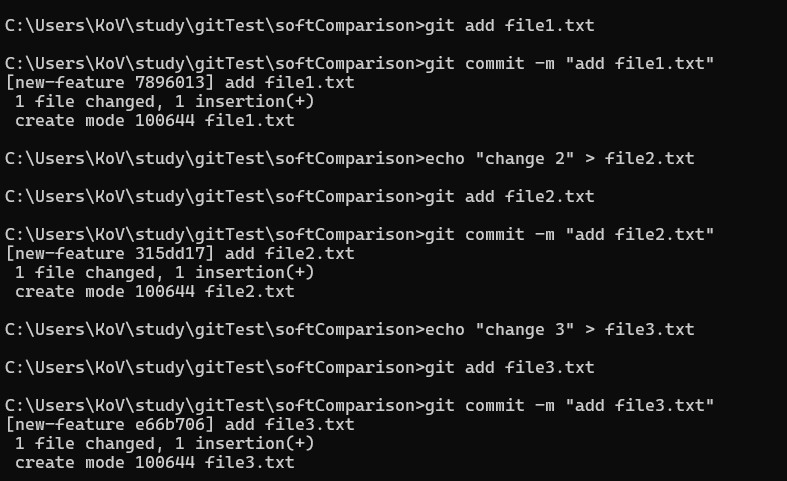 C:\Users\KoV\study\gitTest\softComparison>git add file1.txt
C:\Users\KoV\study\gitTest\softComparison>git commit -m "add file1.txt"
[new-feature 7896013] add file1.txt
 1 file changed, 1 insertion(+)
 create mode 100644 file1.txt
C:\Users\KoV\study\gitTest\softComparison>echo "change 2" > file2.txt
C:\Users\KoV\study\gitTest\softComparison>git add file2.txt
C:\Users\KoV\study\gitTest\softComparison>git commit -m "add file2.txt"
[new-feature 315dd17] add file2.txt
 1 file changed, 1 insertion(+)
 create mode 100644 file2.txt
C:\Users\KoV\study\gitTest\softComparison>echo "change 3" > file3.txt
C:\Users\KoV\study\gitTest\softComparison>git add file3.txt
C:\Users\KoV\study\gitTest\softComparison>git commit -m "add file3.txt"
[new-feature e66b706] add file3.txt
 1 file changed, 1 insertion(+)
 create mode 100644 file3.txt